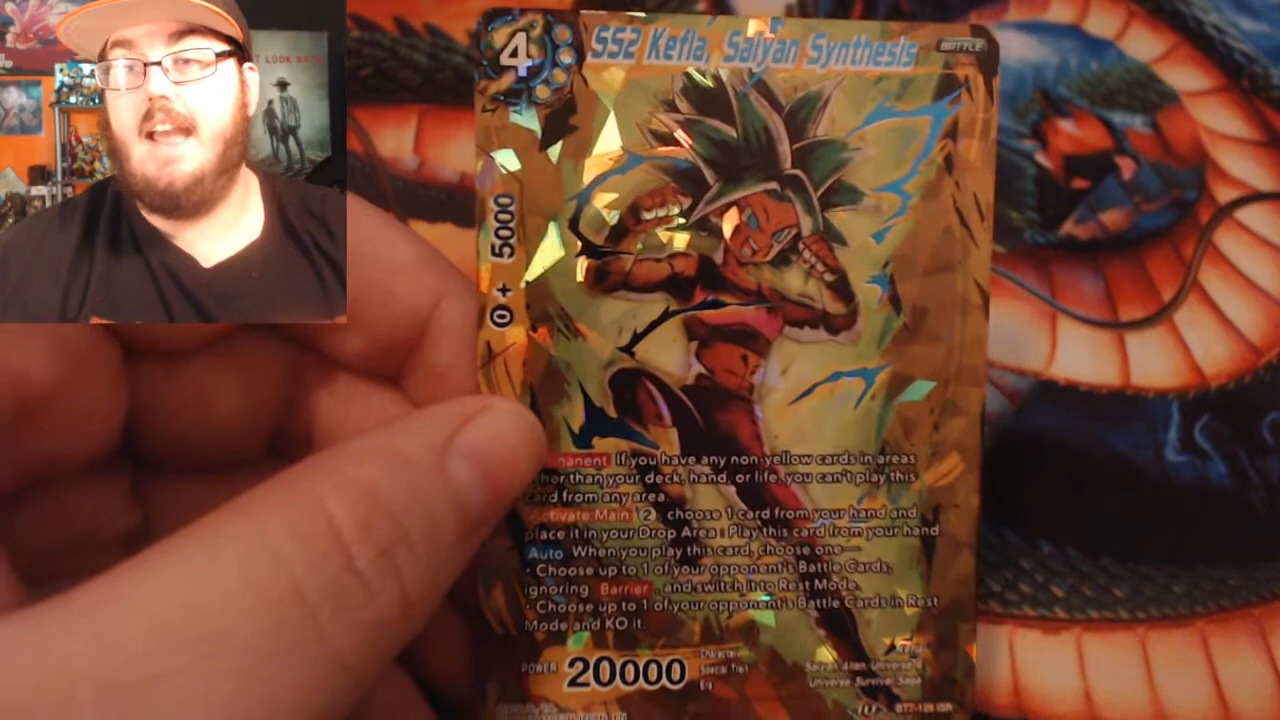 T LOOK BACK
4
SS2 Kefla, Saiyan Synthesis
BATTLE
0+ 5000
manent If you have any non-yellow cards in areas
her than your deck, hand, or life, you can't play this
card from any area.
Activate Main 2, choose 1 card from your hand and
place it in your Drop Area : Play this card from your hand
Auto When you play this card, choose one—
• Choose up to 1 of your opponent's Battle Cards,
ignoring Barrier, and switch it to Rest Mode.
• Choose up to 1 of your opponent's Battle Cards in Rest
Mode and KO it.
POWER 20000
Character
Special Trait
Era
Kefla
Saiyan, Alien, Universe 6
Universe Survival Saga